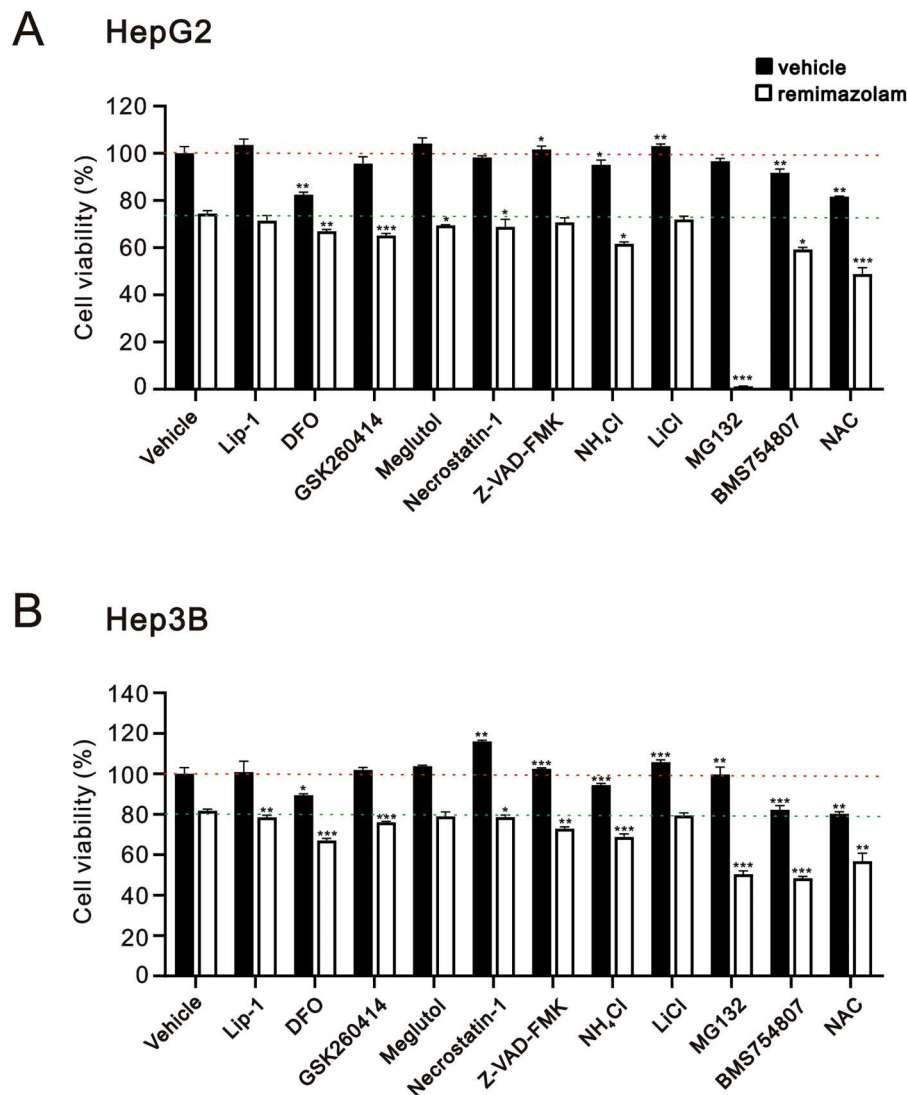 A HepG2
vehicle
remimazolam
Cell viability (%)
120
100
80
60
40
20
0
**
***
*
*
*
*
*
**
***
**
*
**
***
**
Vehicle
Lip-1
DFO
GSK260414
Meglutol
Necrostatin-1
Z-VAD-FMK
NH₄Cl
LiCl
MG132
BMS754807
NAC
B Hep3B
Cell viability (%)
140
120
100
80
60
40
20
0
**
*
***
***
**
*
***
**
***
***
***
**
***
***
***
**
**
Vehicle
Lip-1
DFO
GSK260414
Meglutol
Necrostatin-1
Z-VAD-FMK
NH₄Cl
LiCl
MG132
BMS754807
NAC